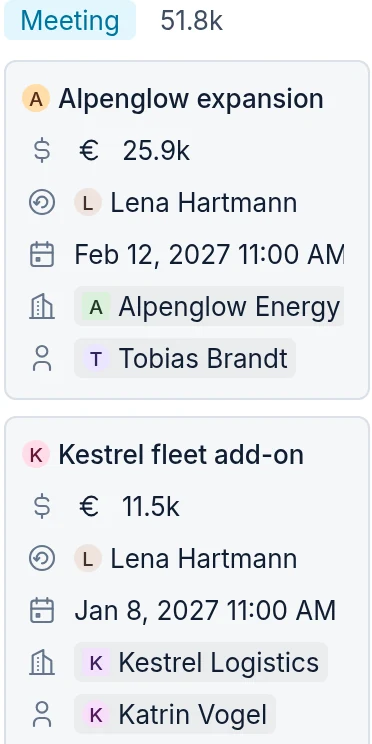 Meeting 51.8k
A Alpenglow expansion
€ 25.9k
L Lena Hartmann
Feb 12, 2027 11:00 AM
A Alpenglow Energy
T Tobias Brandt
K Kestrel fleet add-on
€ 11.5k
L Lena Hartmann
Jan 8, 2027 11:00 AM
K Kestrel Logistics
K Katrin Vogel